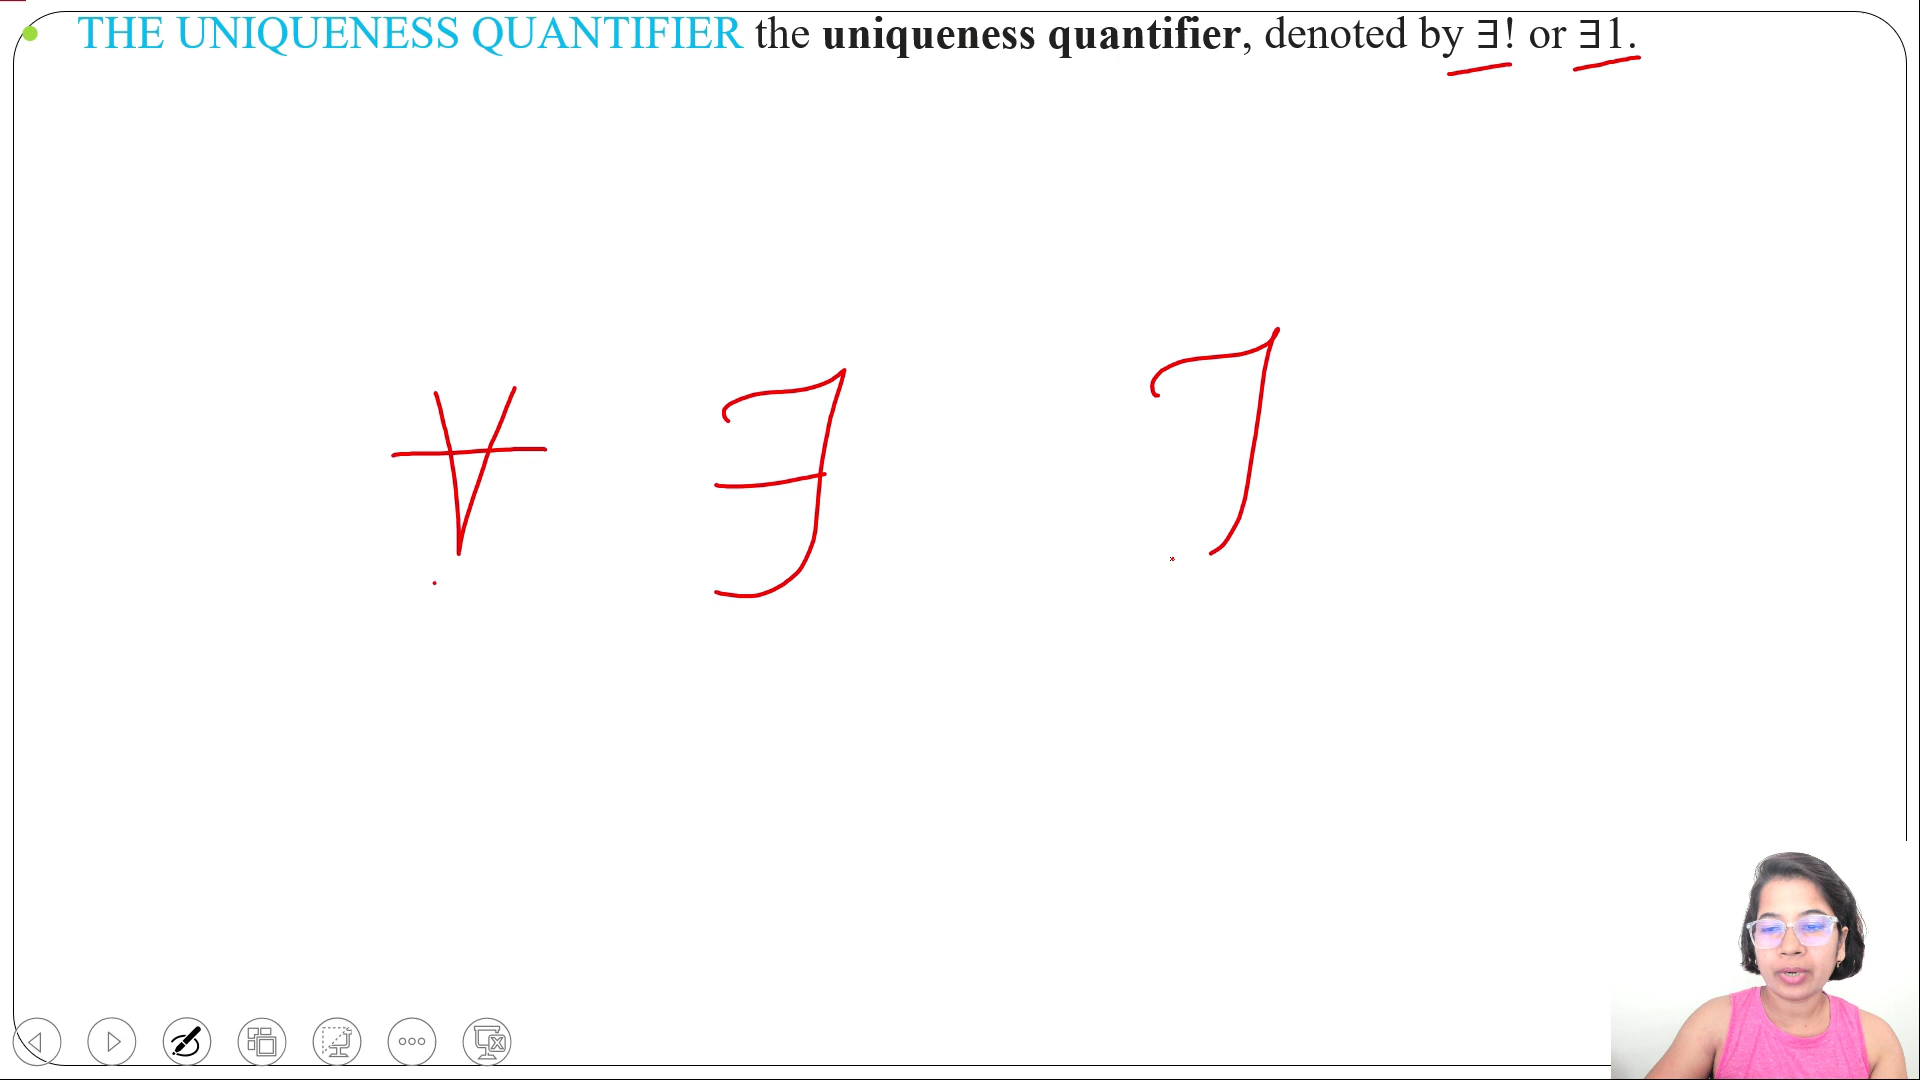 THE UNIQUENESS QUANTIFIER the uniqueness quantifier, denoted by ∃! or ∃1.
∀ ∃